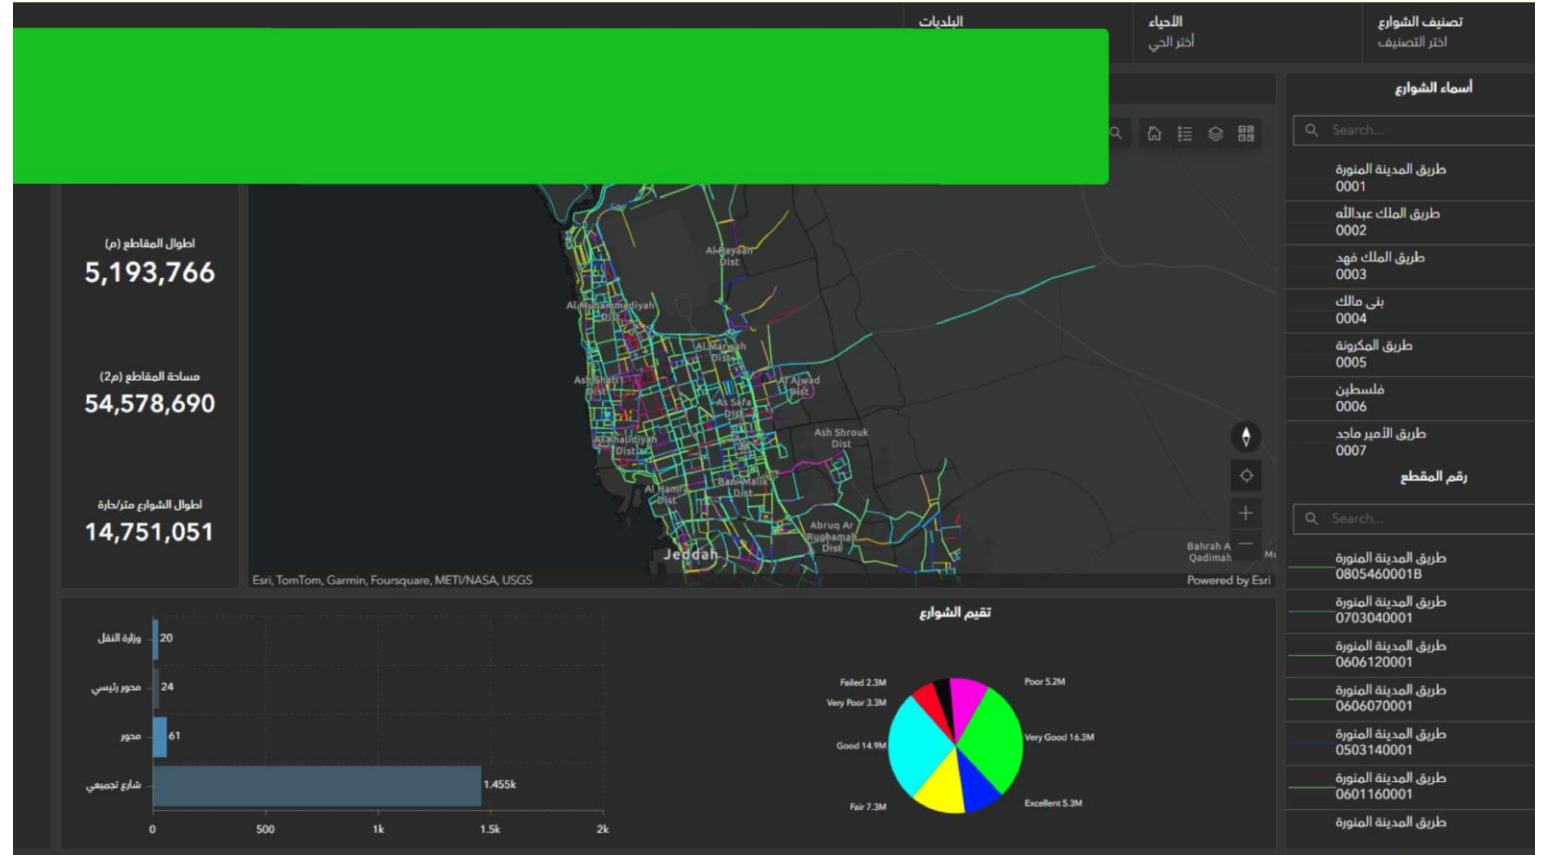 البلديات
الأحياء
أختر الحي
تصنيف الشوارع
اختر التصنيف
أسماء الشوارع
Search...
طريق المدينة المنورة
0001
طريق الملك عبدالله
0002
طريق الملك فهد
0003
بنى مالك
0004
طريق المكرونة
0005
فلسطين
0006
طريق الأمير ماجد
0007
رقم المقطع
Search...
طريق المدينة المنورة
0805460001B
طريق المدينة المنورة
0703040001
طريق المدينة المنورة
0606120001
طريق المدينة المنورة
0606070001
طريق المدينة المنورة
0503140001
طريق المدينة المنورة
0601160001
طريق المدينة المنورة
اطوال المقاطع (م)
5,193,766
مساحة المقاطع (م2)
54,578,690
اطوال الشوارع متر/حارة
14,751,051
Al-Rayaan
Dist
Al-Muhammadiyah
Dist
Al-Marwah
Dist
Ash Shati
Dist
Al Ajwad
Dist
As Safa
Dist
Al-Khalidiyah
Dist
Ash Shrouk
Dist
Bani Malik
Dist
Al Hamra
Dist
Abruq Ar
Rughamah
Dist
Jeddah
Bahrah A
Qadimah
Mu
Esri, TomTom, Garmin, Foursquare, METI/NASA, USGS
Powered by Esri
وزارة النقل
20
محور رئيسي
24
محور
61
شارع تجميعي
1.455k
0
500
1k
1.5k
2k
تقيم الشوارع
Failed 2.3M
Poor 5.2M
Very Poor 3.3M
Very Good 16.3M
Good 14.9M
Excellent 5.3M
Fair 7.3M